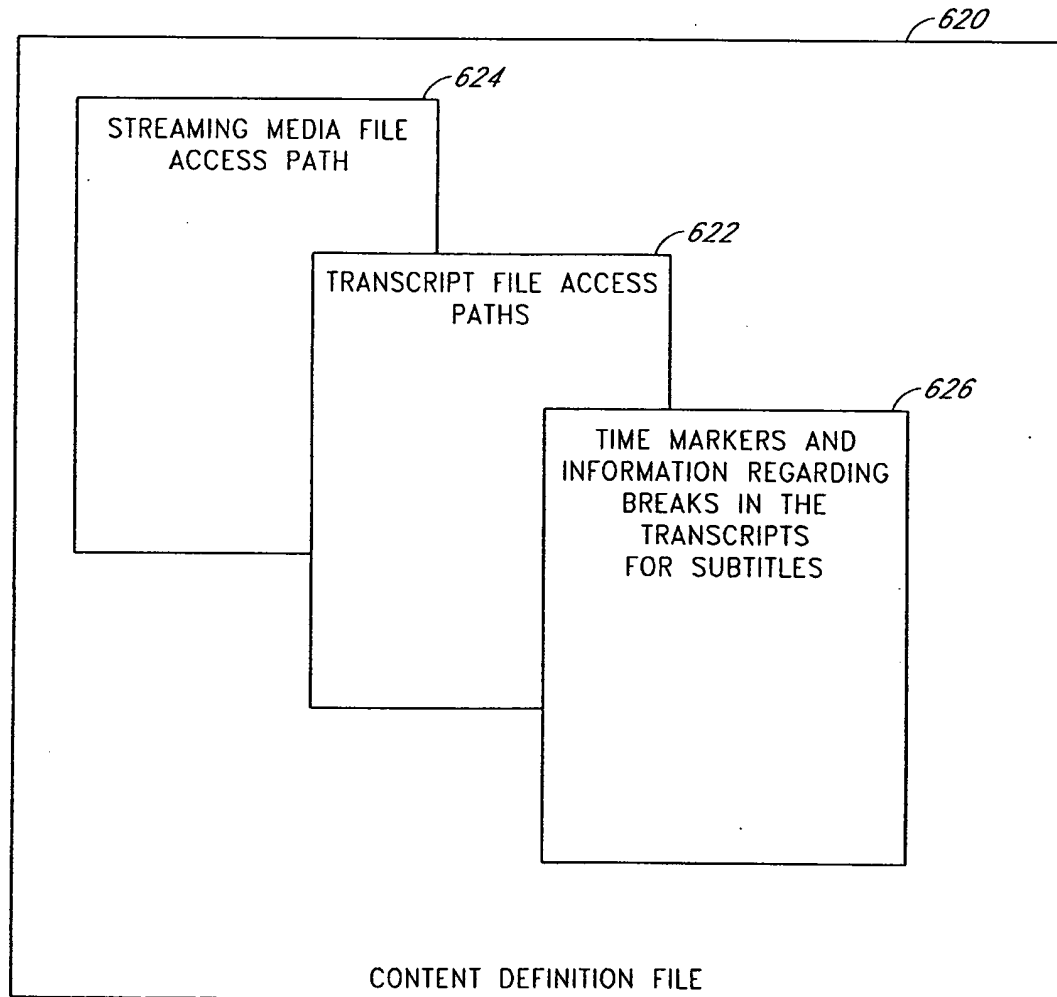 620
624
STREAMING MEDIA FILE
ACCESS PATH
622
TRANSCRIPT FILE ACCESS
PATHS
626
TIME MARKERS AND
INFORMATION REGARDING
BREAKS IN THE
TRANSCRIPTS
FOR SUBTITLES
CONTENT DEFINITION FILE